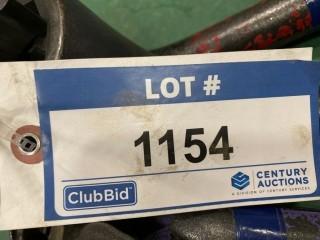 LOT #
1154
ClubBid
CENTURY
AUCTIONS
A DIVISION OF CENTURY SERVICES